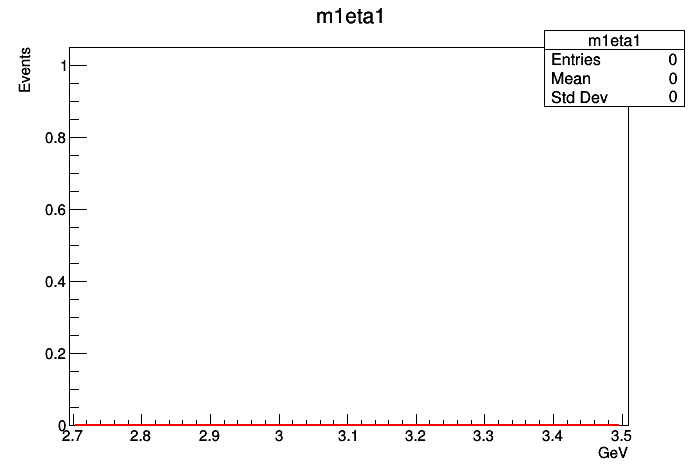 m1eta1
m1eta1
Entries 0
Mean 0
Std Dev 0
Events
1
0.8
0.6
0.4
0.2
0
2.7 2.8 2.9 3 3.1 3.2 3.3 3.4 3.5
GeV